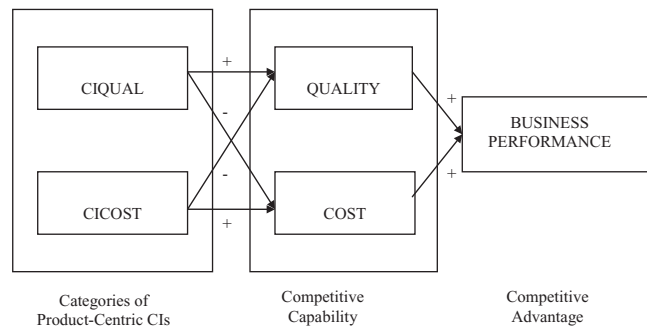 +
CIQUAL
QUALITY
-
+
BUSINESS
PERFORMANCE
-
+
CICOST
COST
+
Categories of
Product-Centric CIs
Competitive
Capability
Competitive
Advantage